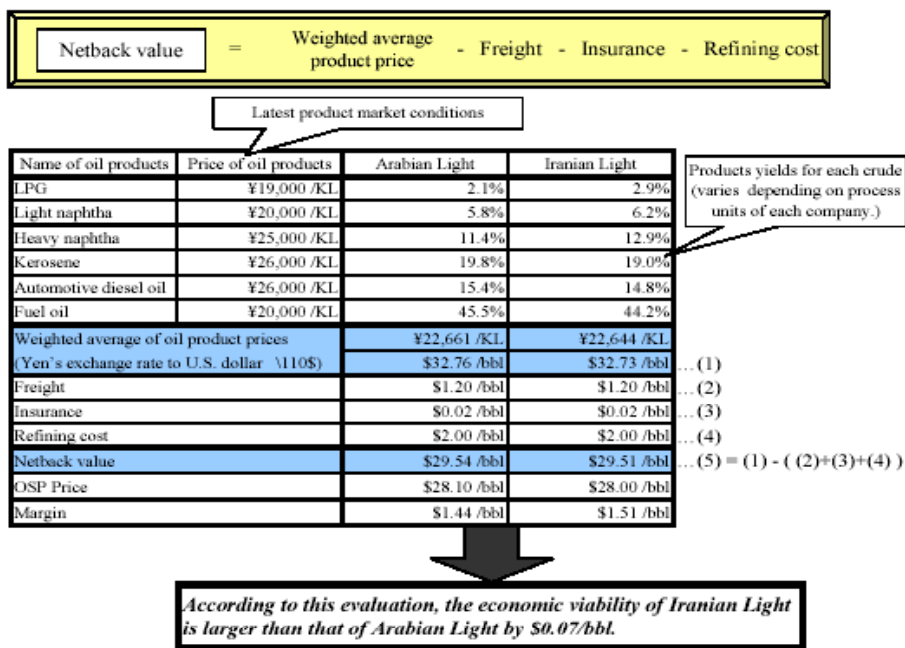 Netback value = Weighted average product price - Freight - Insurance - Refining cost
Latest product market conditions
Name of oil products Price of oil products Arabian Light Iranian Light
LPG ¥19,000 /KL 2.1% 2.9%
Light naphtha ¥20,000 /KL 5.8% 6.2%
Heavy naphtha ¥25,000 /KL 11.4% 12.9%
Kerosene ¥26,000 /KL 19.8% 19.0%
Automotive diesel oil ¥26,000 /KL 15.4% 14.8%
Fuel oil ¥20,000 /KL 45.5% 44.2%
Products yields for each crude
(varies depending on process
units of each company.)
Weighted average of oil product prices ¥22,661 /KL ¥22,644 /KL
(Yen's exchange rate to U.S. dollar \110$) $32.76 /bbl $32.73 /bbl ...(1)
Freight $1.20 /bbl $1.20 /bbl ...(2)
Insurance $0.02 /bbl $0.02 /bbl ...(3)
Refining cost $2.00 /bbl $2.00 /bbl ...(4)
Netback value $29.54 /bbl $29.51 /bbl ...(5) = (1) - ( (2)+(3)+(4) )
OSP Price $28.10 /bbl $28.00 /bbl
Margin $1.44 /bbl $1.51 /bbl
According to this evaluation, the economic viability of Iranian Light
is larger than that of Arabian Light by $0.07/bbl.